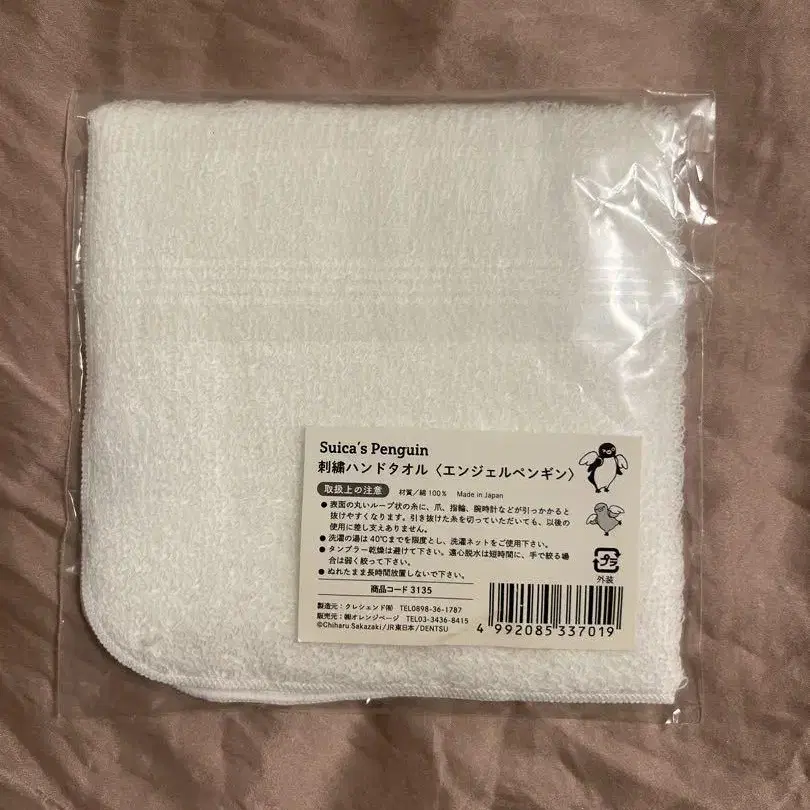 Suica's Penguin
刺繍ハンドタオル〈エンジェルペンギン〉
取扱上の注意 材質／綿100％ Made in Japan
●表面の丸いループ状の糸に、爪、指輪、腕時計などが引っかかると
抜けやすくなります。引き抜けた糸を切っていただいても、以後の
使用に差し支えありません。
●洗濯の湯は40℃までを限度とし、洗濯ネットをご使用下さい。
●タンブラー乾燥は避けて下さい。遠心脱水は短時間に、手で絞る場
合は弱く絞って下さい。
●ぬれたまま長時間放置しないで下さい。
プラ
外装
商品コード 3135
製造元：クレシェンド㈲ TEL0898-36-1787
販売元：㈱オレンジページ TEL03-3436-8415
©Chiharu Sakazaki/JR東日本/DENTSU
4 992085 337019